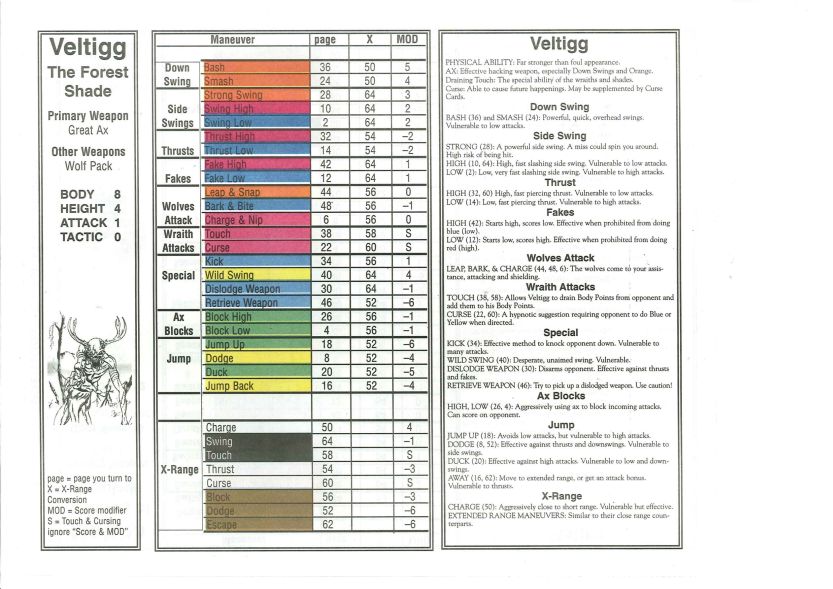 Veltigg
The Forest
Shade
Primary Weapon
Great Ax
Other Weapons
Wolf Pack
BODY 8
HEIGHT 4
ATTACK 1
TACTIC 0
page = page you turn to
X = X-Range
Conversion
MOD = Score modifier
S = Touch & Cursing
ignore "Score & MOD"
Maneuver page X MOD
Down Swing
Bash 36 50 5
Smash 24 50 4
Side Swings
Strong Swing 28 64 3
Swing High 10 64 2
Swing Low 2 64 2
Thrusts
Thrust High 32 54 –2
Thrust Low 14 54 –2
Fakes
Fake High 42 64 1
Fake Low 12 64 1
Wolves Attack
Leap & Snap 44 56 0
Bark & Bite 48 56 –1
Charge & Nip 6 56 0
Wraith Attacks
Touch 38 58 S
Curse 22 60 S
Special
Kick 34 56 1
Wild Swing 40 64 4
Dislodge Weapon 30 64 –1
Retrieve Weapon 46 52 –6
Ax Blocks
Block High 26 56 –1
Block Low 4 56 –1
Jump
Jump Up 18 52 –6
Dodge 8 52 –4
Duck 20 52 –5
Jump Back 16 52 –4
X-Range
Charge 50 4
Swing 64 –1
Touch 58 S
Thrust 54 –3
Curse 60 S
Block 56 –3
Dodge 52 –6
Escape 62 –6
Veltigg
PHYSICAL ABILITY: Far stronger than foul appearance.
AX: Effective hacking weapon, especially Down Swings and Orange.
Draining Touch: The special ability of the wraiths and shades.
Curse: Able to cause future happenings. May be supplemented by Curse
Cards.
Down Swing
BASH (36) and SMASH (24): Powerful, quick, overhead swings.
Vulnerable to low attacks.
Side Swing
STRONG (28): A powerful side swing. A miss could spin you around.
High risk of being hit.
HIGH (10, 64): High, fast slashing side swing. Vulnerable to low attacks.
LOW (2): Low, very fast slashing side swing. Vulnerable to high attacks.
Thrust
HIGH (32, 60) High, fast piercing thrust. Vulnerable to low attacks.
LOW (14): Low, fast piercing thrust. Vulnerable to high attacks.
Fakes
HIGH (42): Starts high, scores low. Effective when prohibited from doing
blue (low).
LOW (12): Starts low, scores high. Effective when prohibited from doing
red (high).
Wolves Attack
LEAP, BARK, & CHARGE (44, 48, 6): The wolves come to your assis-
tance, attacking and shielding.
Wraith Attacks
TOUCH (38, 58): Allows Veltigg to drain Body Points from opponent and
add them to his Body Points.
CURSE (22, 60): A hypnotic suggestion requiring opponent to do Blue or
Yellow when directed.
Special
KICK (34): Effective method to knock opponent down. Vulnerable to
many attacks.
WILD SWING (40): Desperate, unaimed swing. Vulnerable.
DISLODGE WEAPON (30): Disarms opponent. Effective against thrusts
and fakes.
RETRIEVE WEAPON (46): Try to pick up a dislodged weapon. Use caution!
Ax Blocks
HIGH, LOW (26, 4): Aggressively using ax to block incoming attacks.
Can score on opponent.
Jump
JUMP UP (18): Avoids low attacks, but vulnerable to high attacks.
DODGE (8, 52): Effective against thrusts and downswings. Vulnerable to
side swings.
DUCK (20): Effective against high attacks. Vulnerable to low and down-
swings.
AWAY (16, 62): Move to extended range, or get an attack bonus.
Vulnerable to thrusts.
X-Range
CHARGE (50): Aggressively close to short range. Vulnerable but effective.
EXTENDED RANGE MANEUVERS: Similar to their close range coun-
terparts.